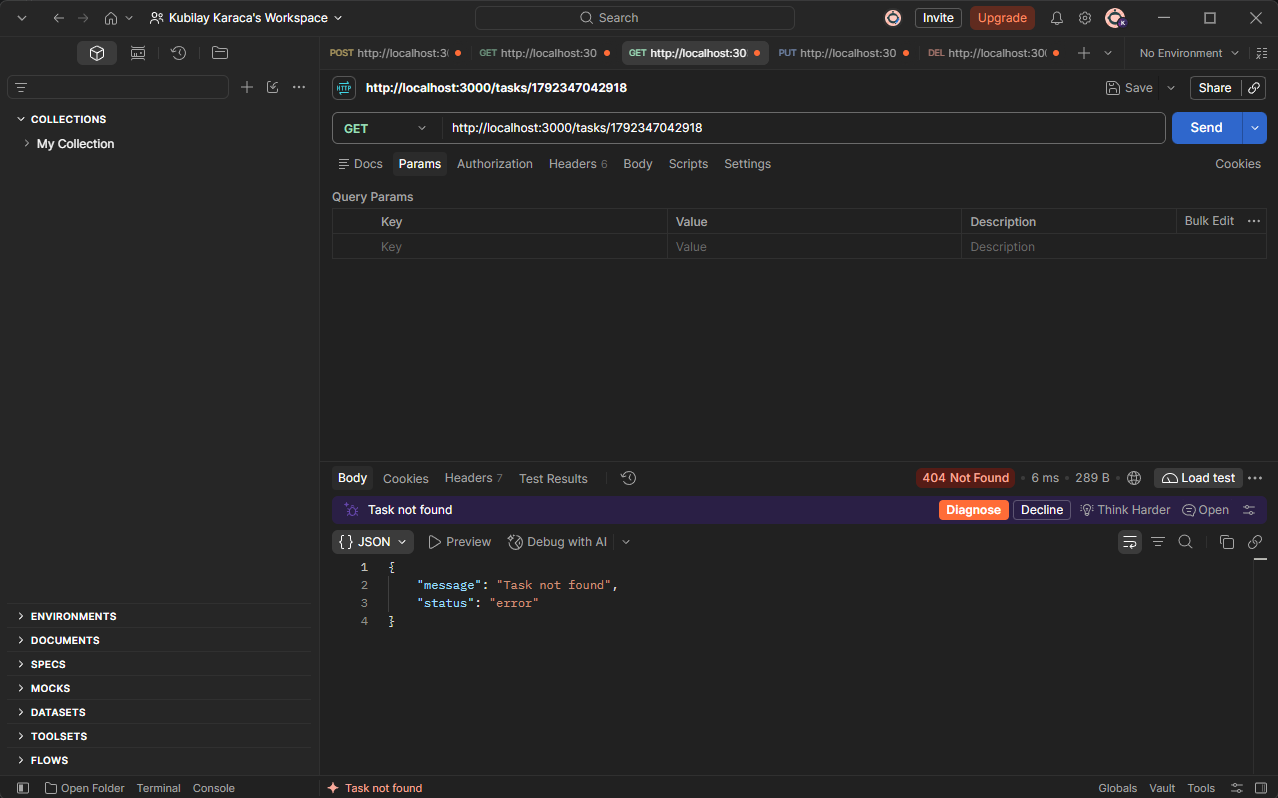 Kubilay Karaca's Workspace
Search
Invite
Upgrade
POST http://localhost:3
GET http://localhost:30
GET http://localhost:30
PUT http://localhost:30
DEL http://localhost:300
No Environment
HTTP http://localhost:3000/tasks/1792347042918
Save
Share
COLLECTIONS
My Collection
GET http://localhost:3000/tasks/1792347042918
Send
Docs
Params
Authorization
Headers 6
Body
Scripts
Settings
Cookies
Query Params
Key Value Description Bulk Edit
Key Value Description
Body Cookies Headers 7 Test Results
404 Not Found • 6 ms • 289 B •
Load test
Task not found
Diagnose
Decline
Think Harder
Open
{} JSON
Preview
Debug with AI
1 {
2 "message": "Task not found",
3 "status": "error"
4 }
ENVIRONMENTS
DOCUMENTS
SPECS
MOCKS
DATASETS
TOOLSETS
FLOWS
Open Folder Terminal Console
Task not found
Globals Vault Tools